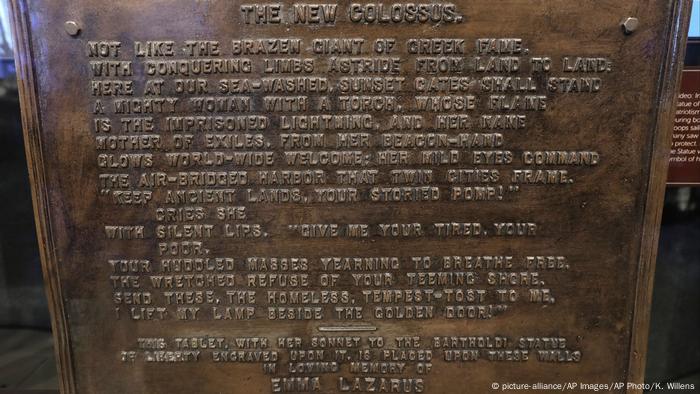 THE NEW COLOSSUS.
NOT LIKE THE BRAZEN GIANT OF GREEK FAME,
WITH CONQUERING LIMBS ASTRIDE FROM LAND TO LAND;
HERE AT OUR SEA-WASHED, SUNSET GATES SHALL STAND
A MIGHTY WOMAN WITH A TORCH, WHOSE FLAME
IS THE IMPRISONED LIGHTNING, AND HER NAME
MOTHER OF EXILES. FROM HER BEACON-HAND
GLOWS WORLD-WIDE WELCOME; HER MILD EYES COMMAND
THE AIR-BRIDGED HARBOR THAT TWIN CITIES FRAME.
"KEEP ANCIENT LANDS, YOUR STORIED POMP!"
CRIES SHE
WITH SILENT LIPS. "GIVE ME YOUR TIRED, YOUR
POOR,
YOUR HUDDLED MASSES YEARNING TO BREATHE FREE,
THE WRETCHED REFUSE OF YOUR TEEMING SHORE.
SEND THESE, THE HOMELESS, TEMPEST-TOST TO ME,
I LIFT MY LAMP BESIDE THE GOLDEN DOOR!"
THIS TABLET, WITH HER SONNET TO THE BARTHOLDI STATUE
OF LIBERTY ENGRAVED UPON IT, IS PLACED UPON THESE WALLS
IN LOVING MEMORY OF
EMMA LAZARUS
© picture-alliance/AP Images/AP Photo/K. Willens